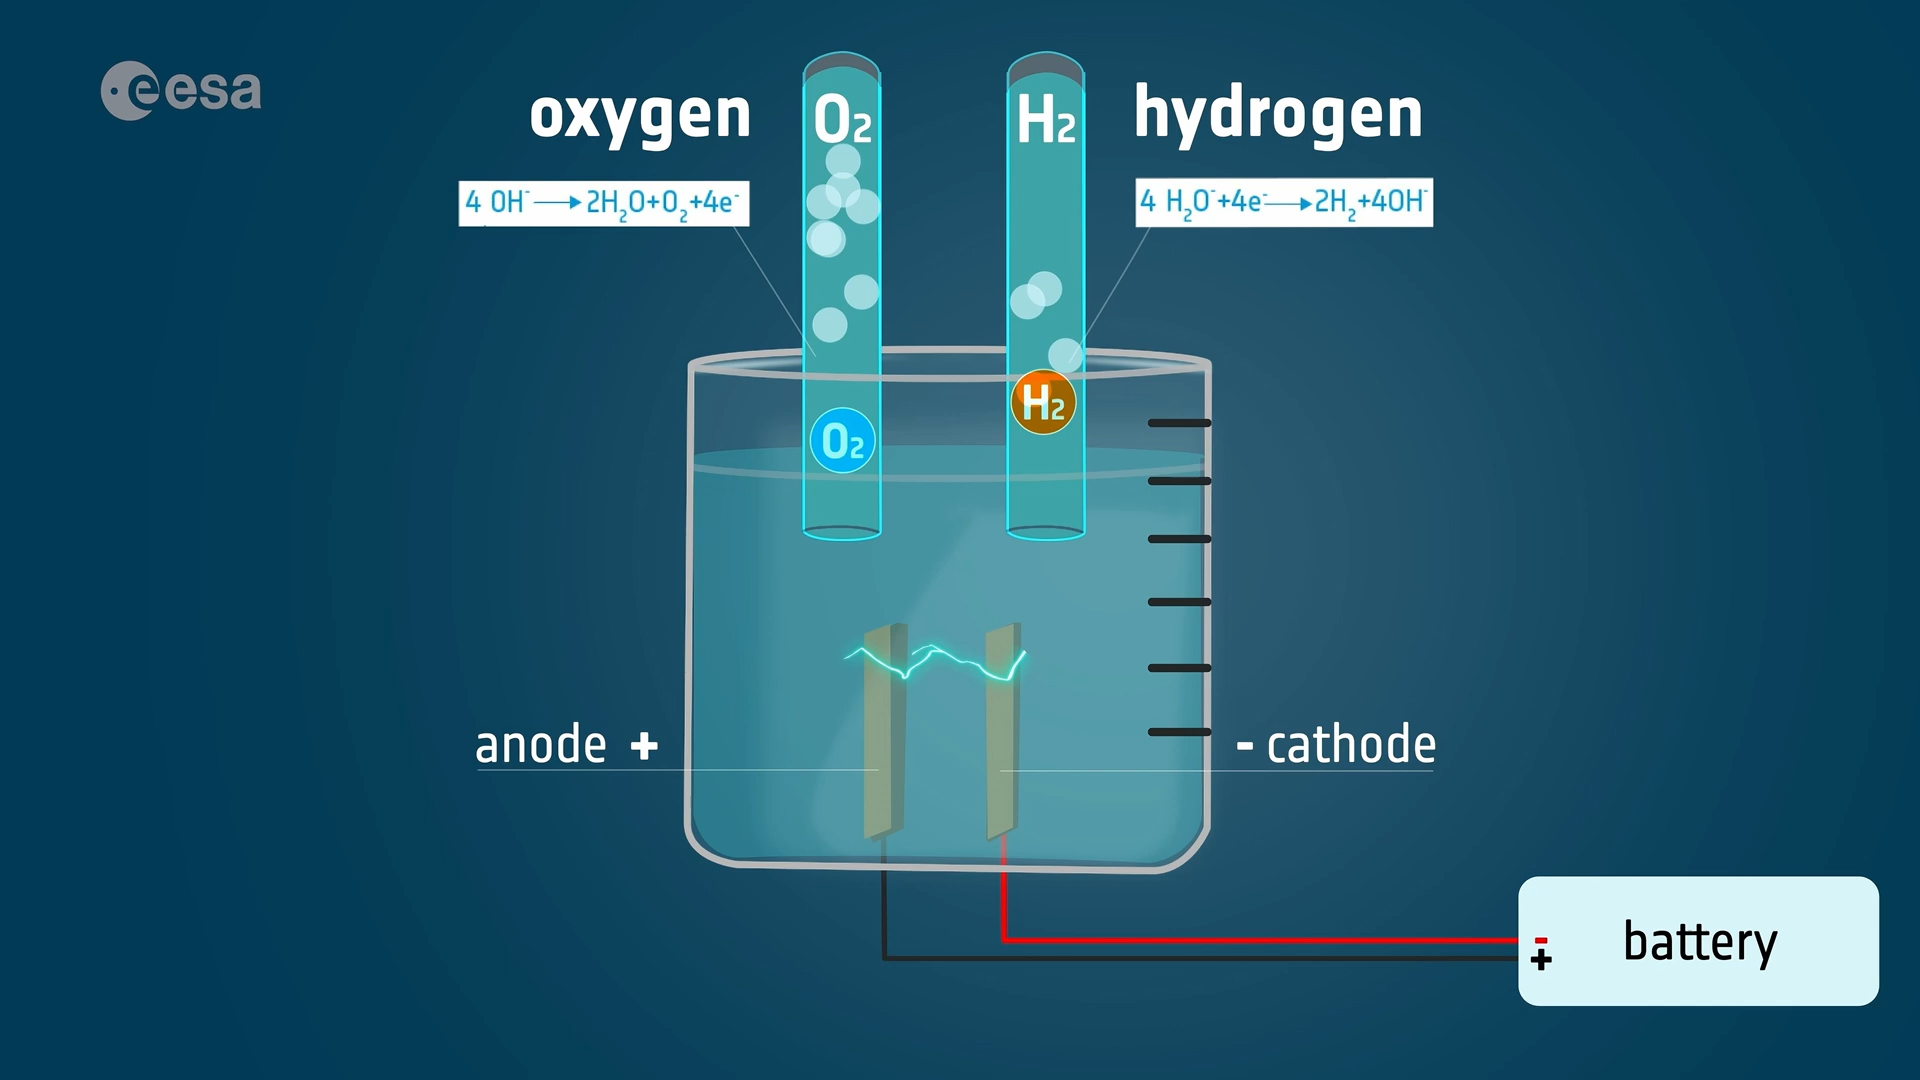 eesa
oxygen
O₂
H₂
hydrogen
4 OH⁻⟶2H₂O+O₂+4e⁻
4 H₂O⁻+4e⁻⟶2H₂+4OH⁻
H₂
O₂
anode +
- cathode
-
+
battery